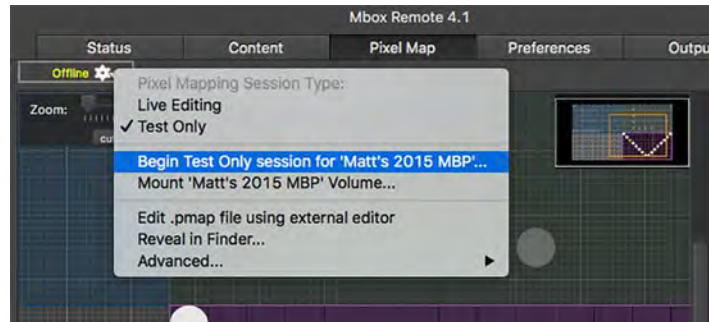 Mbox Remote 4.1
Status Content Pixel Map Preferences
Offline
Pixel Mapping Session Type:
Zoom:
Live Editing
✓ Test Only
Begin Test Only session for 'Matt's 2015 MBP'...
Mount 'Matt's 2015 MBP' Volume...
Edit .pmap file using external editor
Reveal in Finder...
Advanced...